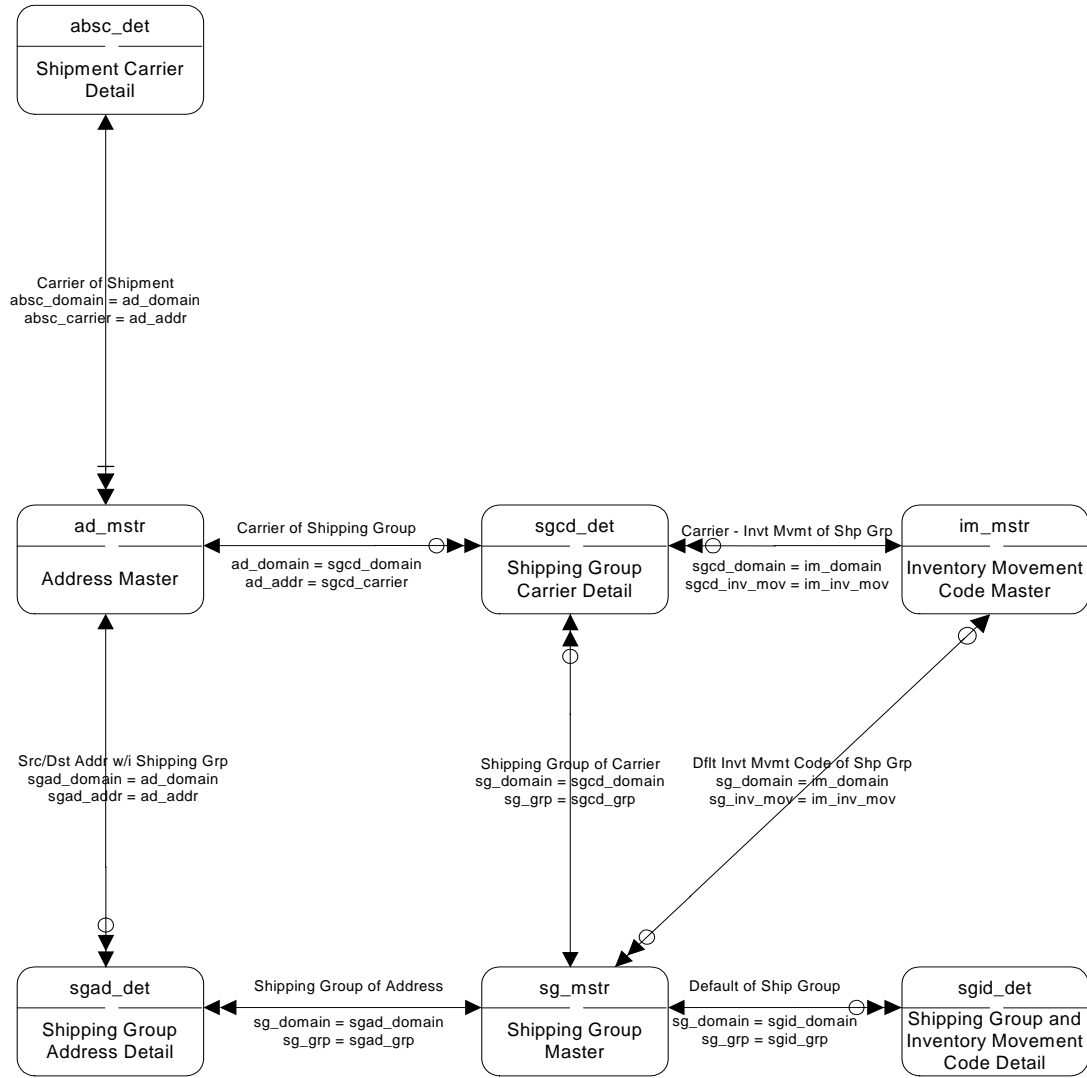 absc_det
Shipment Carrier
Detail
Carrier of Shipment
absc_domain = ad_domain
absc_carrier = ad_addr
ad_mstr
Address Master
Carrier of Shipping Group
ad_domain = sgcd_domain
ad_addr = sgcd_carrier
sgcd_det
Shipping Group
Carrier Detail
Carrier - Invt Mvmt of Shp Grp
sgcd_domain = im_domain
sgcd_inv_mov = im_inv_mov
im_mstr
Inventory Movement
Code Master
Src/Dst Addr w/i Shipping Grp
sgad_domain = ad_domain
sgad_addr = ad_addr
Shipping Group of Carrier
sg_domain = sgcd_domain
sg_grp = sgcd_grp
Dflt Invt Mvmt Code of Shp Grp
sg_domain = im_domain
sg_inv_mov = im_inv_mov
sgad_det
Shipping Group
Address Detail
Shipping Group of Address
sg_domain = sgad_domain
sg_grp = sgad_grp
sg_mstr
Shipping Group
Master
Default of Ship Group
sg_domain = sgid_domain
sg_grp = sgid_grp
sgid_det
Shipping Group and
Inventory Movement
Code Detail